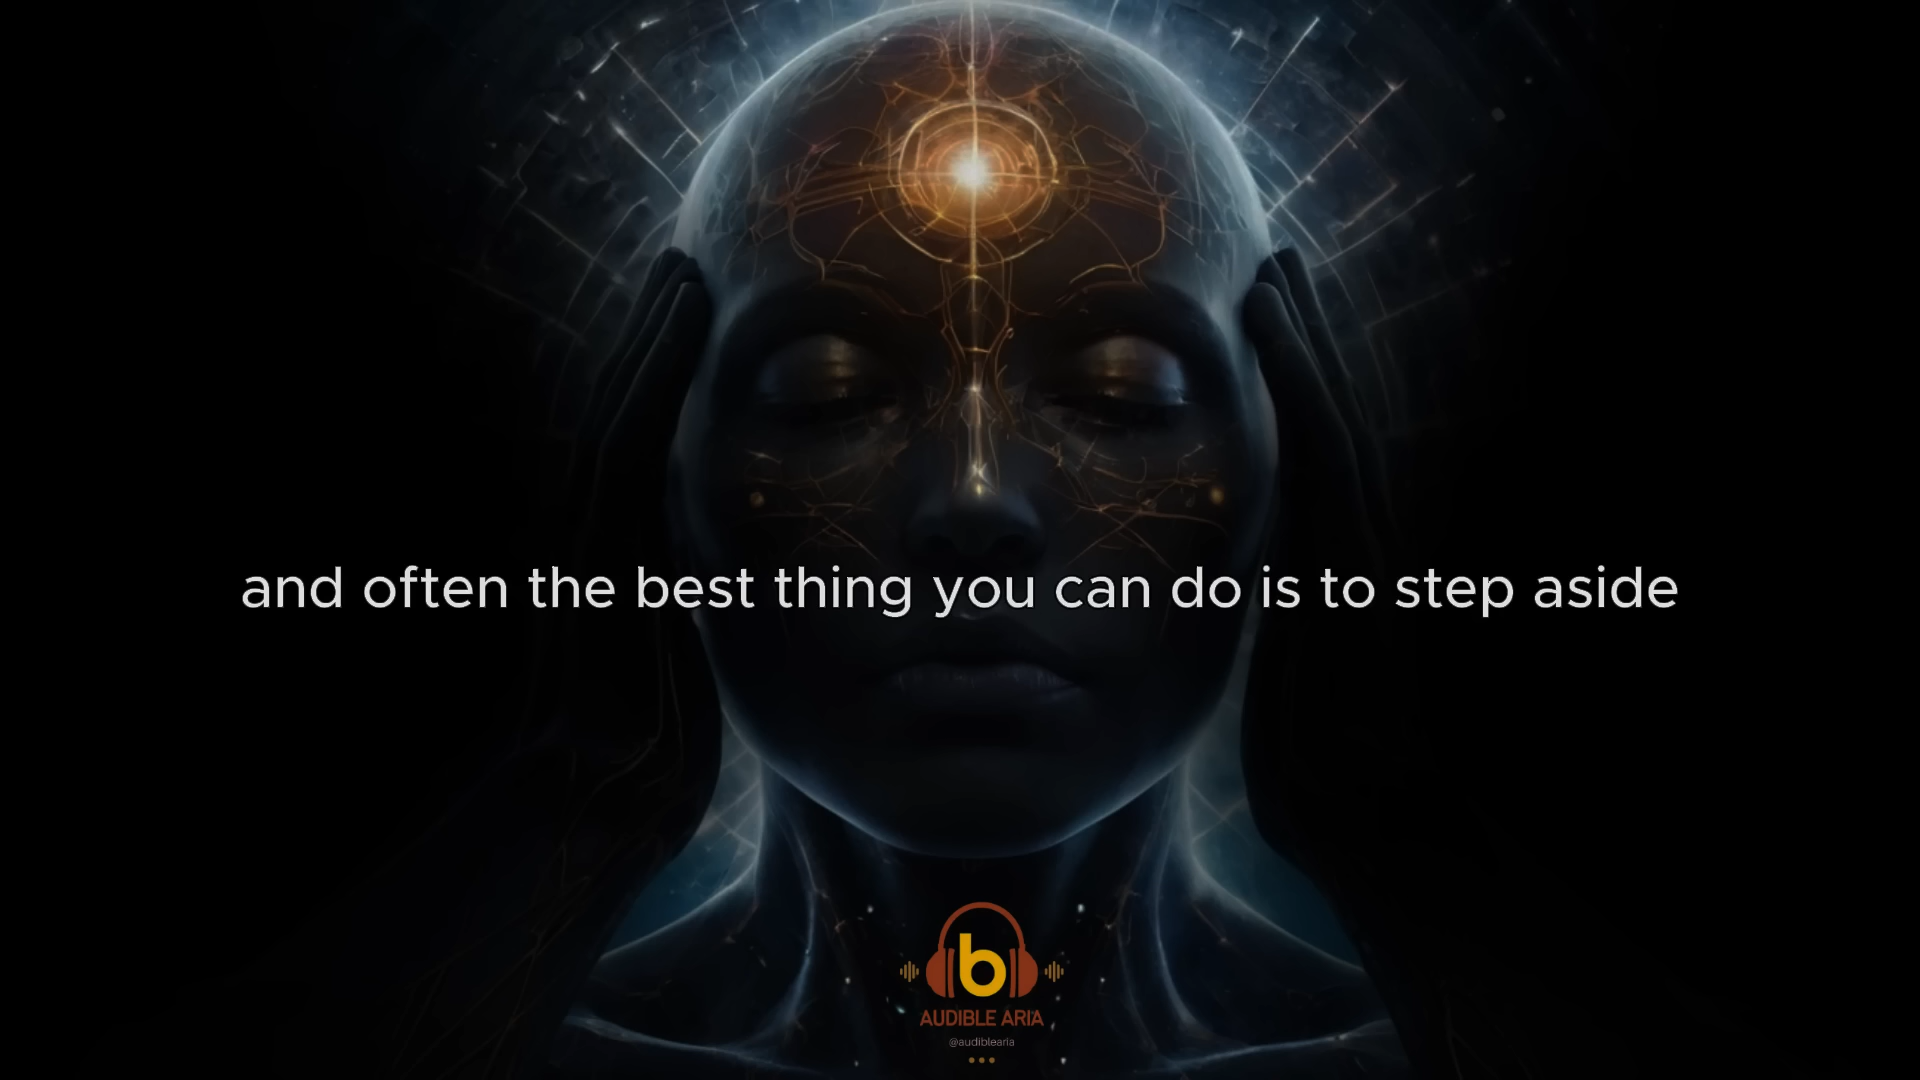 and often the best thing you can do is to step aside
b
AUDIBLE ARIA
@audiblearia